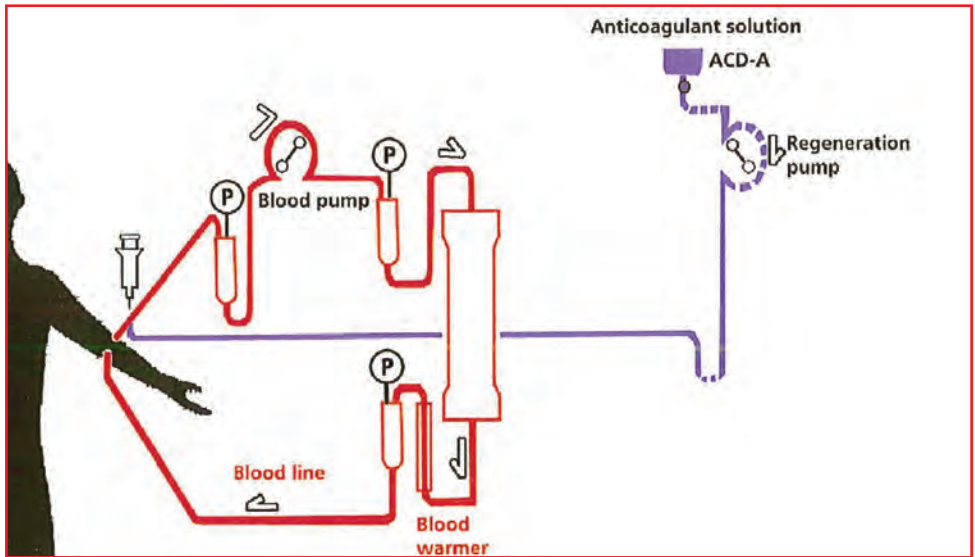 Anticoagulant solution
ACD-A
Regeneration
pump
P
Blood pump
P
P
Blood line
Blood
warmer